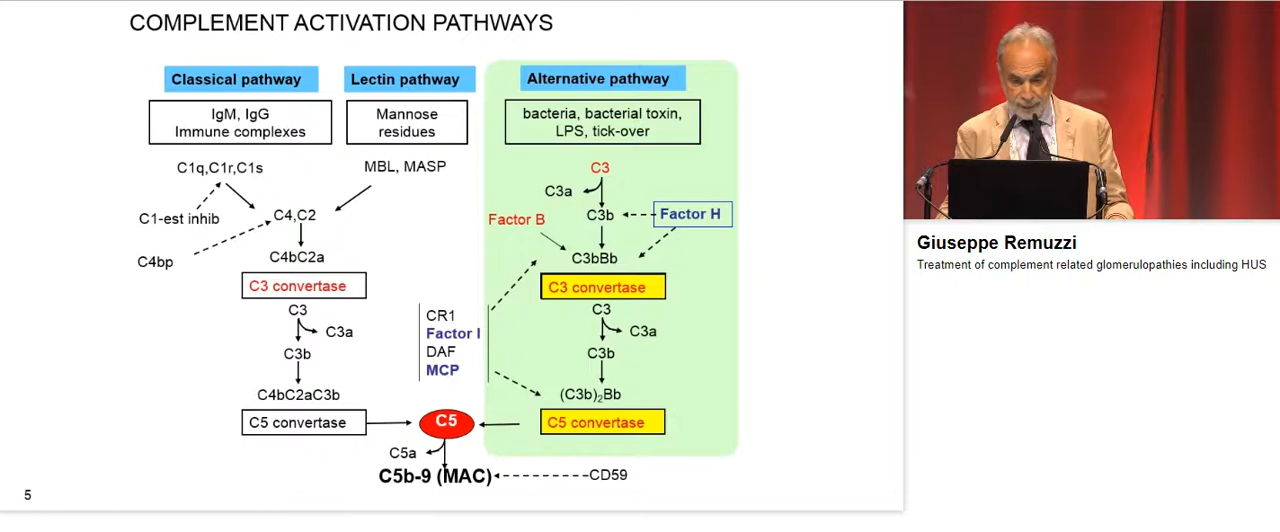 COMPLEMENT ACTIVATION PATHWAYS
Classical pathway
Lectin pathway
Alternative pathway
IgM, IgG
Immune complexes
Mannose
residues
bacteria, bacterial toxin,
LPS, tick-over
C1q,C1r,C1s
MBL, MASP
C3
C3a
C1-est inhib
C4,C2
Factor B
C3b
Factor H
C4bp
C4bC2a
C3bBb
C3 convertase
C3 convertase
C3
C3a
C3b
CR1
Factor I
DAF
MCP
C3
C3a
C3b
C4bC2aC3b
(C3b)2Bb
C5 convertase
C5
C5 convertase
C5a
C5b-9 (MAC)
CD59
5
Giuseppe Remuzzi
Treatment of complement related glomerulopathies including HUS